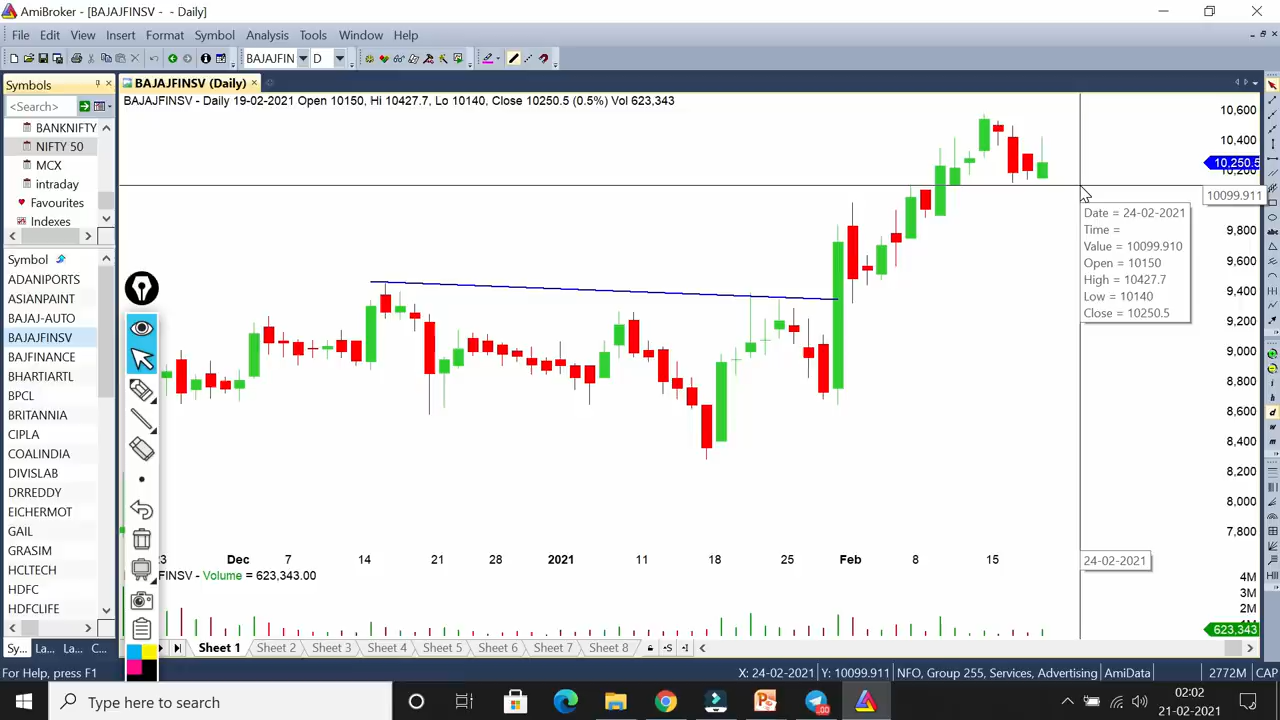 AmiBroker - [BAJAJFINSV - - Daily)]
File Edit View Insert Format Symbol Analysis Tools Window Help
BAJAJFIN D
Symbols
BAJAJFINSV (Daily)
<Search>
BAJAJFINSV - Daily 19-02-2021 Open 10150, Hi 10427.7, Lo 10140, Close 10250.5 (0.5%) Vol 623,343
BANKNIFTY
NIFTY 50
MCX
intraday
Favourites
Indexes
Symbol
ADANIPORTS
ASIANPAINT
BAJAJ-AUTO
BAJAJFINSV
BAJFINANCE
BHARTIARTL
BPCL
BRITANNIA
CIPLA
COALINDIA
DIVISLAB
DRREDDY
EICHERMOT
GAIL
GRASIM
HCLTECH
HDFC
HDFCLIFE
10,600
10,400
10,250.5
10,200
10099.911
9,800
9,600
9,400
9,200
9,000
8,800
8,600
8,400
8,200
8,000
7,800
Date = 24-02-2021
Time =
Value = 10099.910
Open = 10150
High = 10427.7
Low = 10140
Close = 10250.5
23 Dec 7 14 21 28 2021 11 18 25 Feb 8 15
24-02-2021
FINSV - Volume = 623,343.00
4M
3M
2M
623,343
Sy... La... La... C...
Sheet 1 Sheet 2 Sheet 3 Sheet 4 Sheet 5 Sheet 6 Sheet 7 Sheet 8
For Help, press F1
X: 24-02-2021 Y: 10099.911 NFO, Group 255, Services, Advertising AmiData 2772M CAP
Type here to search
02:02
21-02-2021